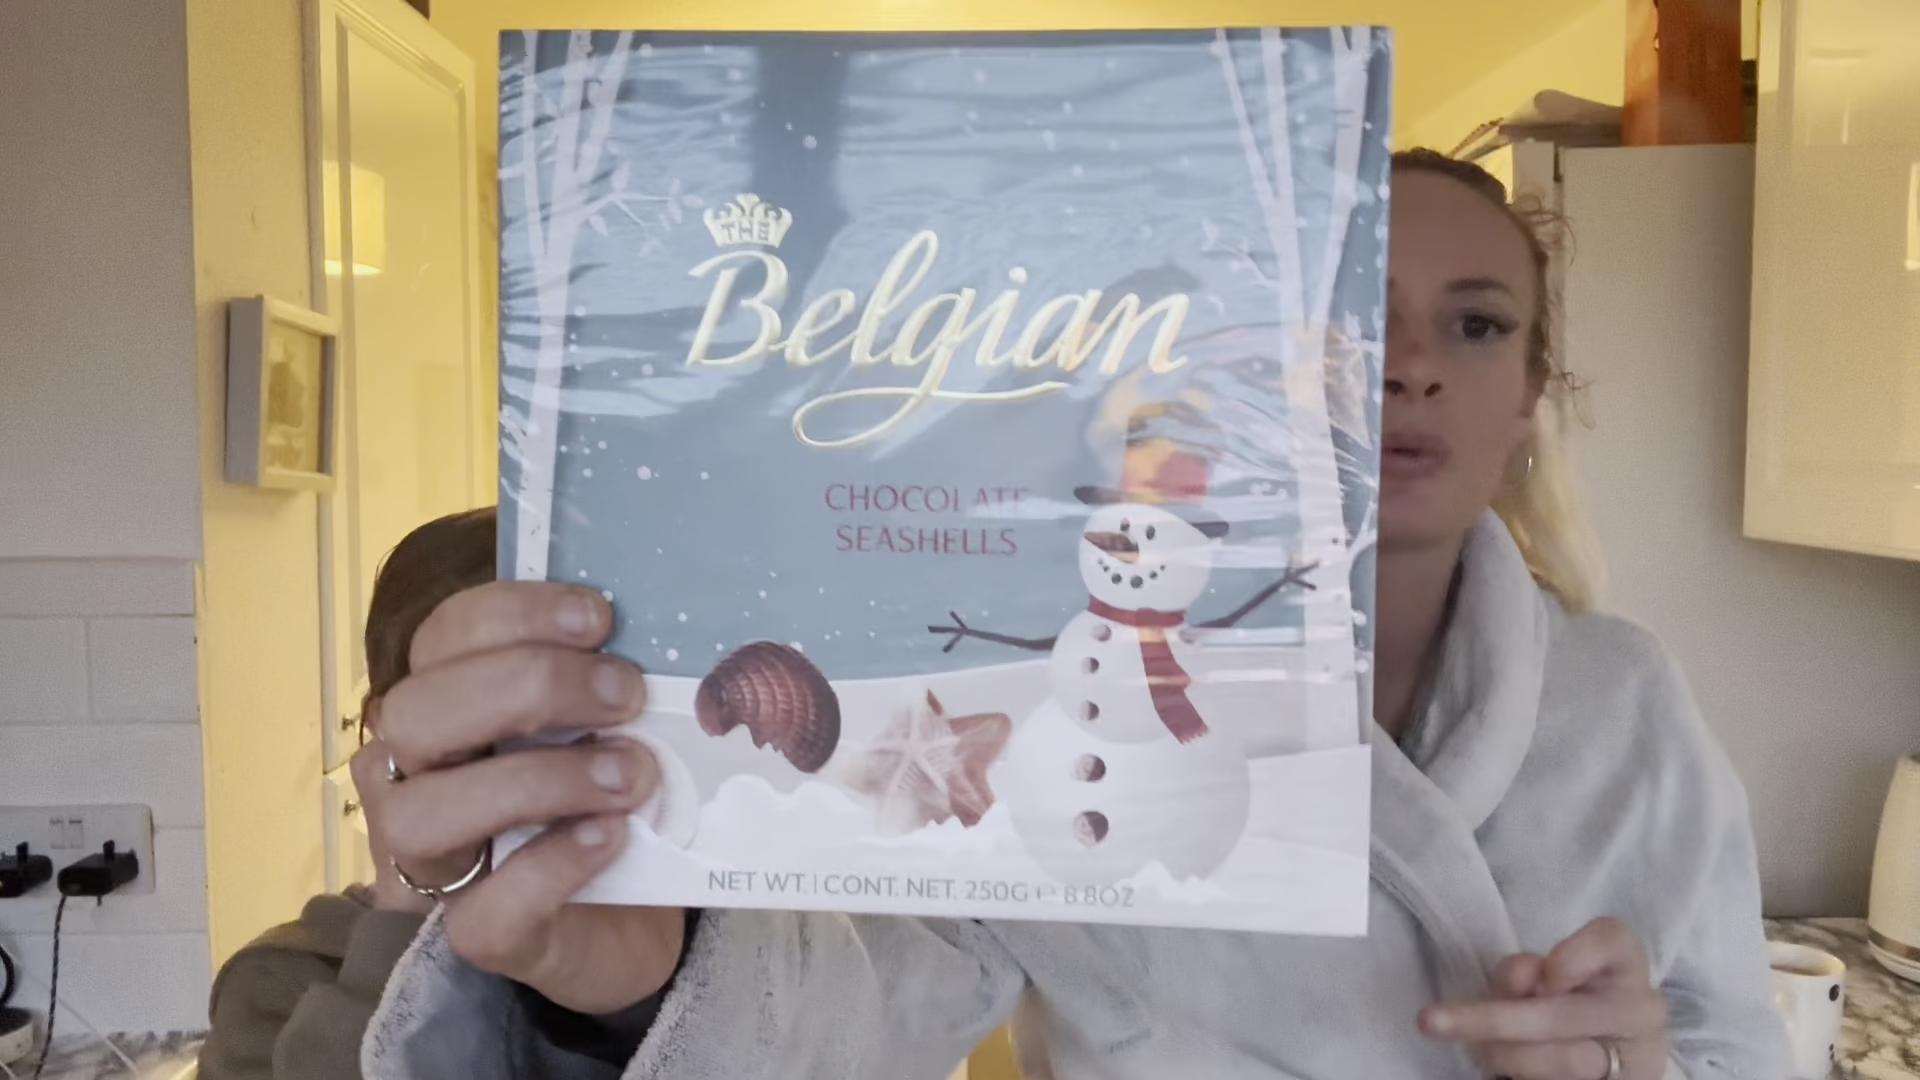 THE
Belgian
CHOCOLATE
SEASHELLS
NET WT. | CONT. NET. 250G e 8.8OZ